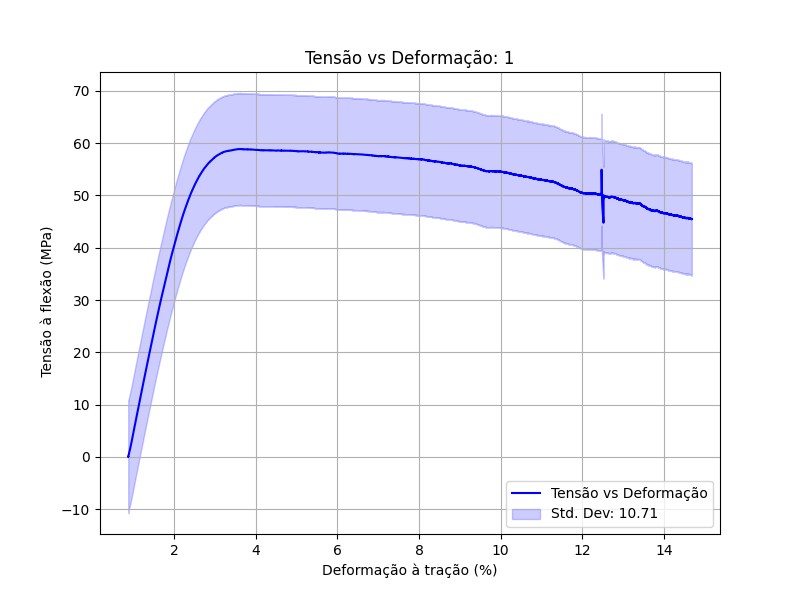 Tensão vs Deformação: 1
70
60
50
40
30
20
10
0
−10
Tensão à flexão (MPa)
2 4 6 8 10 12 14
Deformação à tração (%)
Tensão vs Deformação
Std. Dev: 10.71